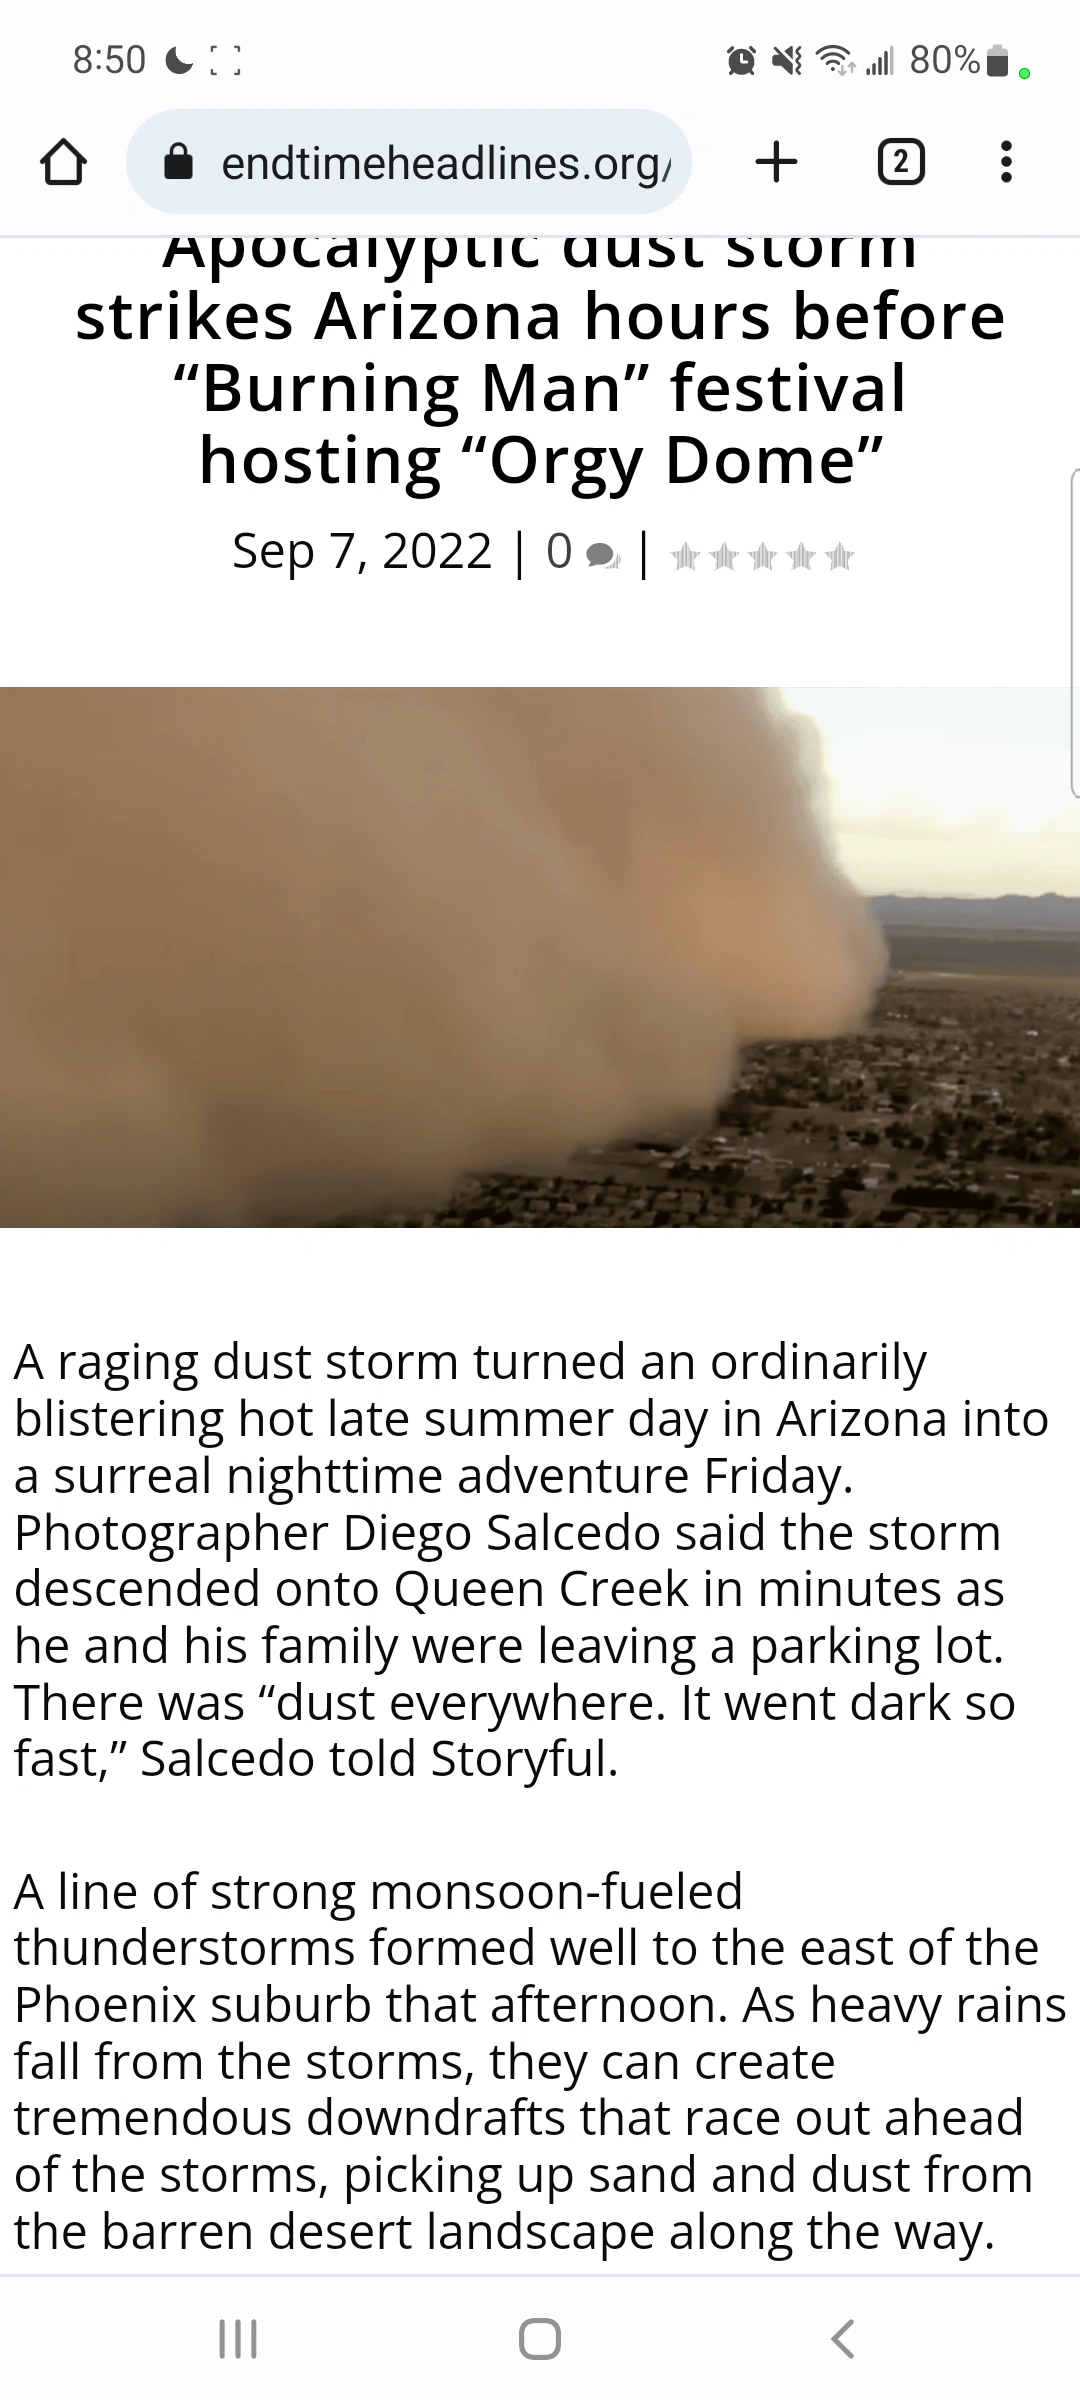 8:50
80%
endtimeheadlines.org/
2
Apocalyptic dust storm
strikes Arizona hours before
“Burning Man” festival
hosting “Orgy Dome”
Sep 7, 2022 | 0 |
A raging dust storm turned an ordinarily
blistering hot late summer day in Arizona into
a surreal nighttime adventure Friday.
Photographer Diego Salcedo said the storm
descended onto Queen Creek in minutes as
he and his family were leaving a parking lot.
There was “dust everywhere. It went dark so
fast,” Salcedo told Storyful.
A line of strong monsoon-fueled
thunderstorms formed well to the east of the
Phoenix suburb that afternoon. As heavy rains
fall from the storms, they can create
tremendous downdrafts that race out ahead
of the storms, picking up sand and dust from
the barren desert landscape along the way.